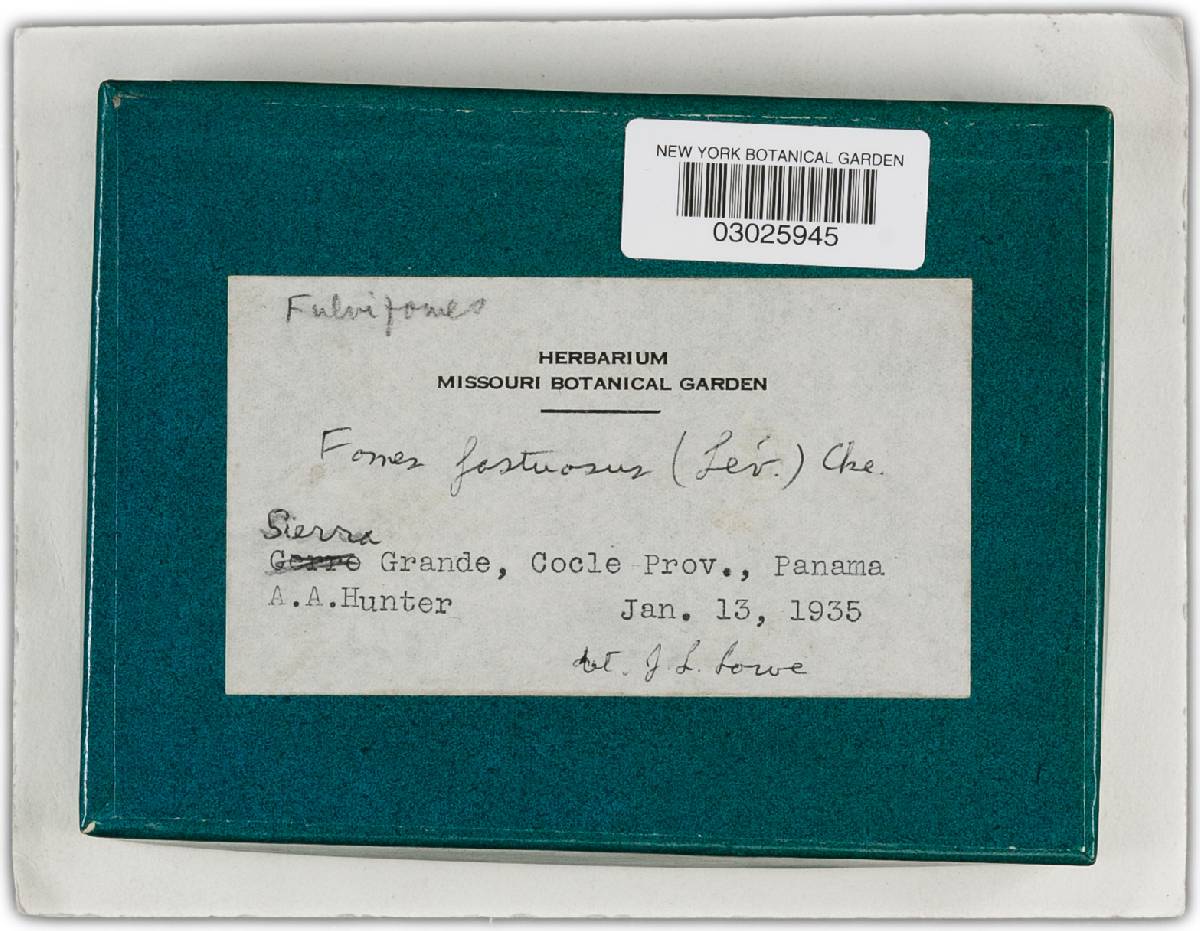 NEW YORK BOTANICAL GARDEN
03025945
Fulvifomes
HERBARIUM
MISSOURI BOTANICAL GARDEN
Fomes fastuosus (Lév.) Cke.
Sierra
Cerro Grande, Cocle Prov., Panama
A.A.Hunter Jan. 13, 1935
det. J. L. Lowe